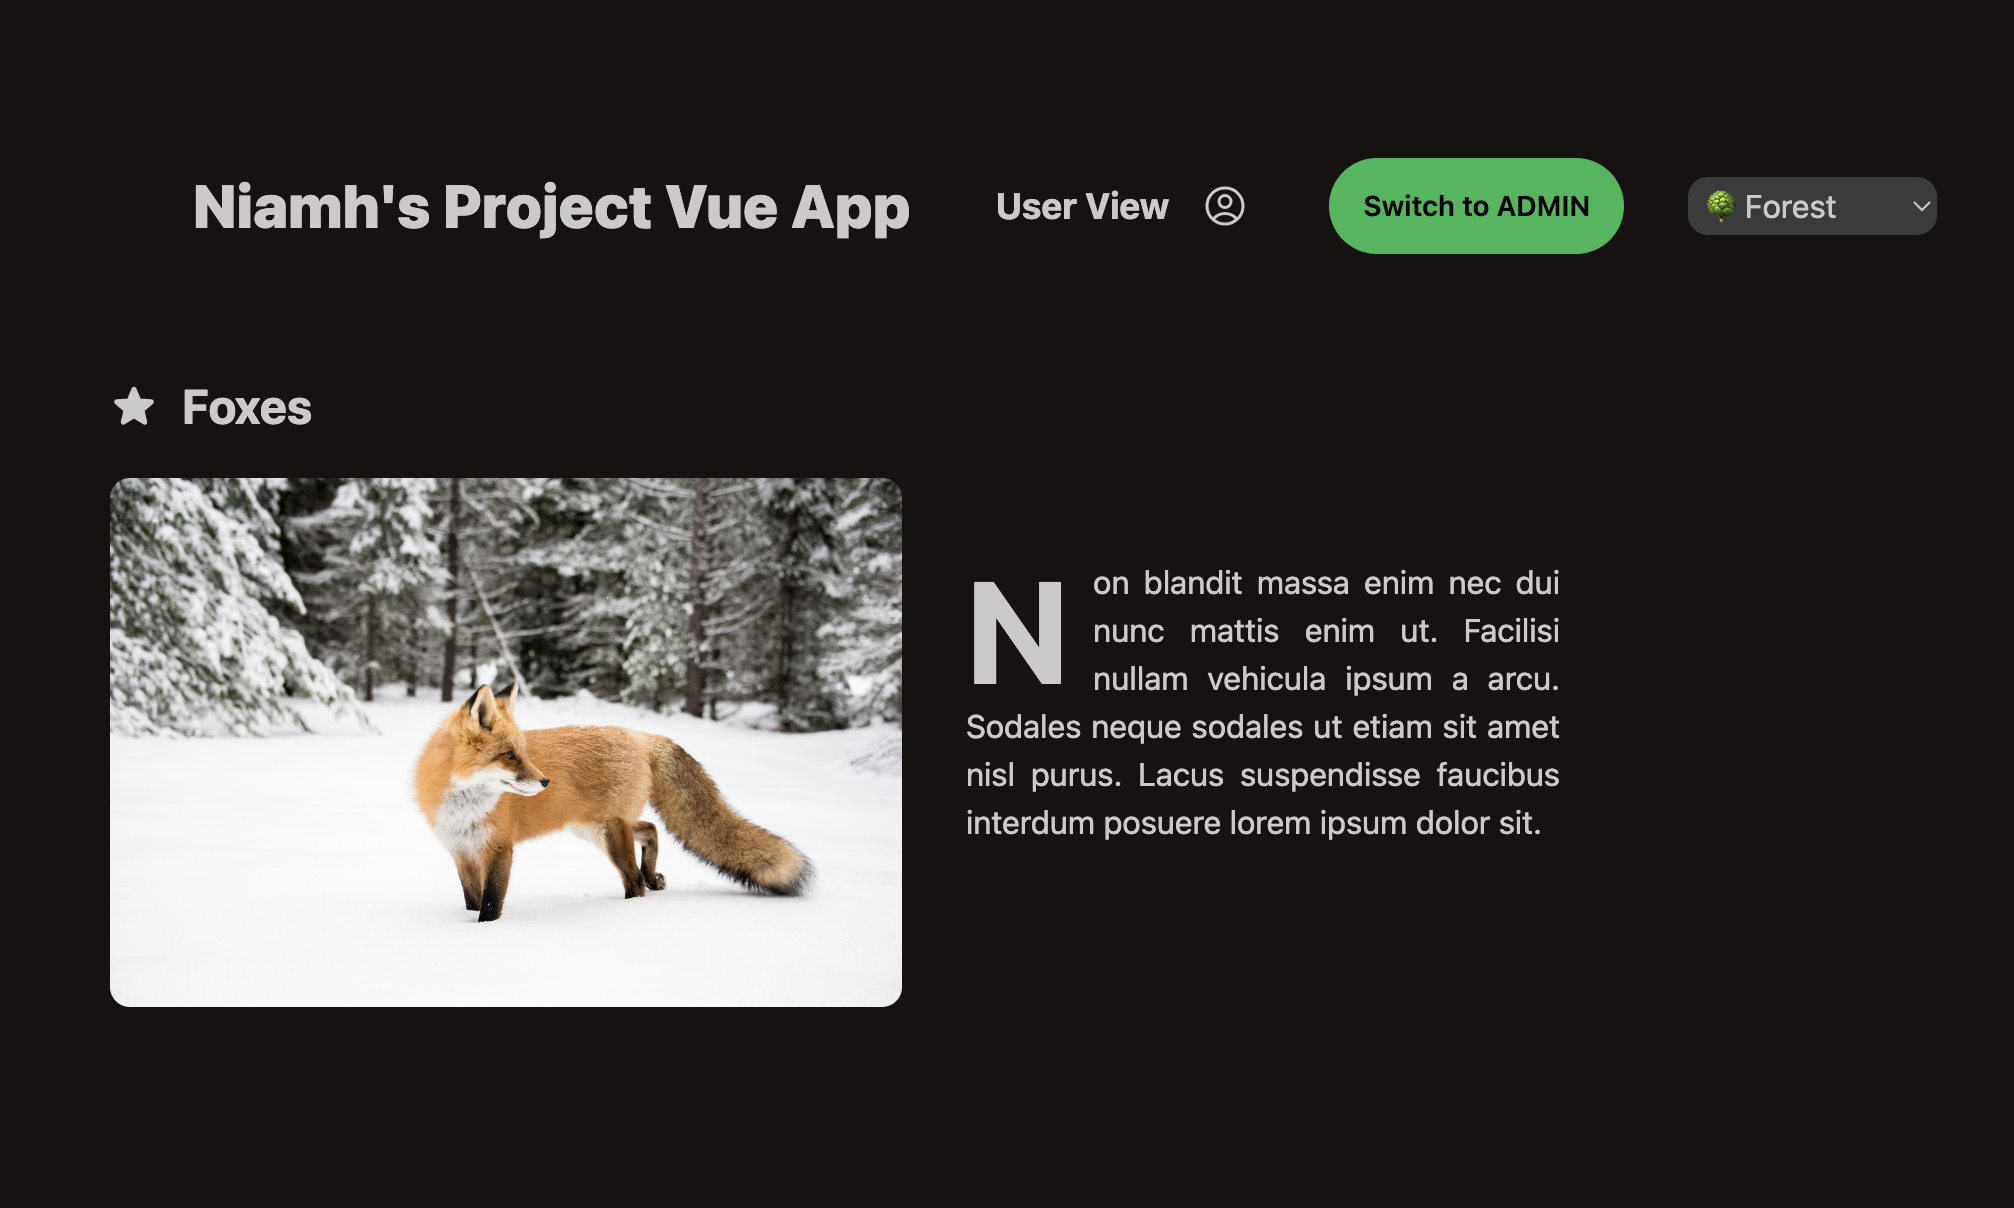 Niamh's Project Vue App
User View
Switch to ADMIN
Forest
Foxes
Non blandit massa enim nec dui
nunc mattis enim ut. Facilisi
nullam vehicula ipsum a arcu.
Sodales neque sodales ut etiam sit amet
nisl purus. Lacus suspendisse faucibus
interdum posuere lorem ipsum dolor sit.